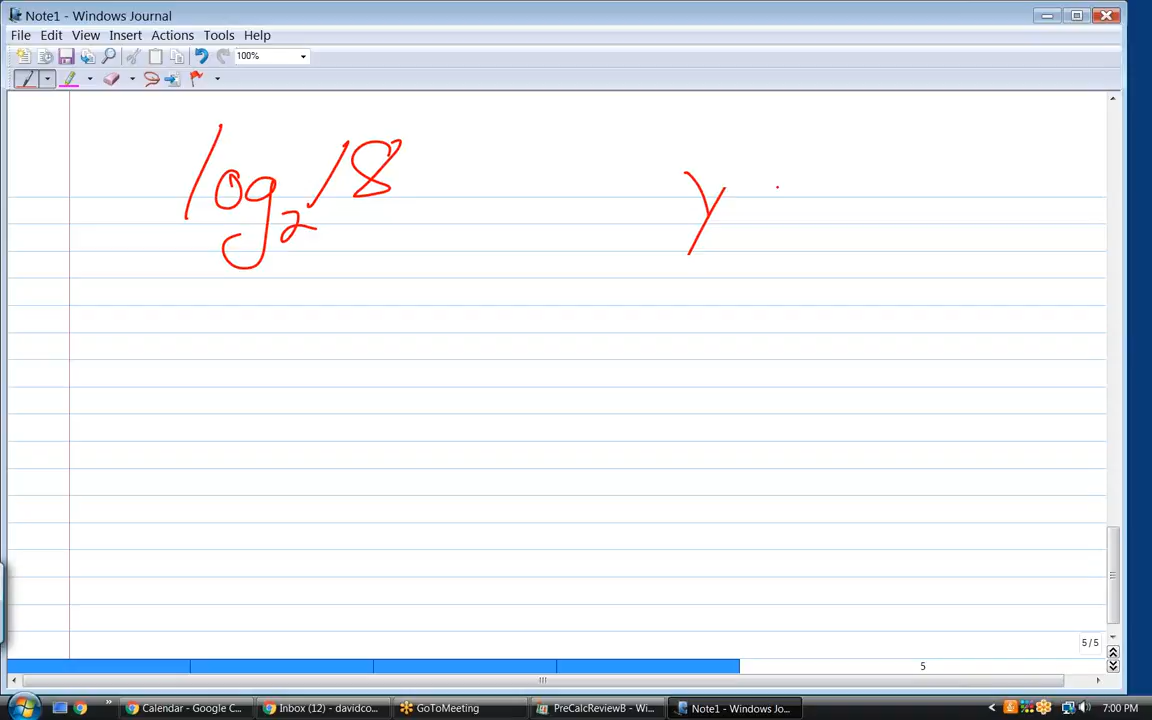 Note1 - Windows Journal
File Edit View Insert Actions Tools Help
100%
log₂ 18 y
5 / 5
5
Calendar - Google C... Inbox (12) - davidco... GoToMeeting PreCalcReviewB - Wi... Note1 - Windows Jo... 7:00 PM